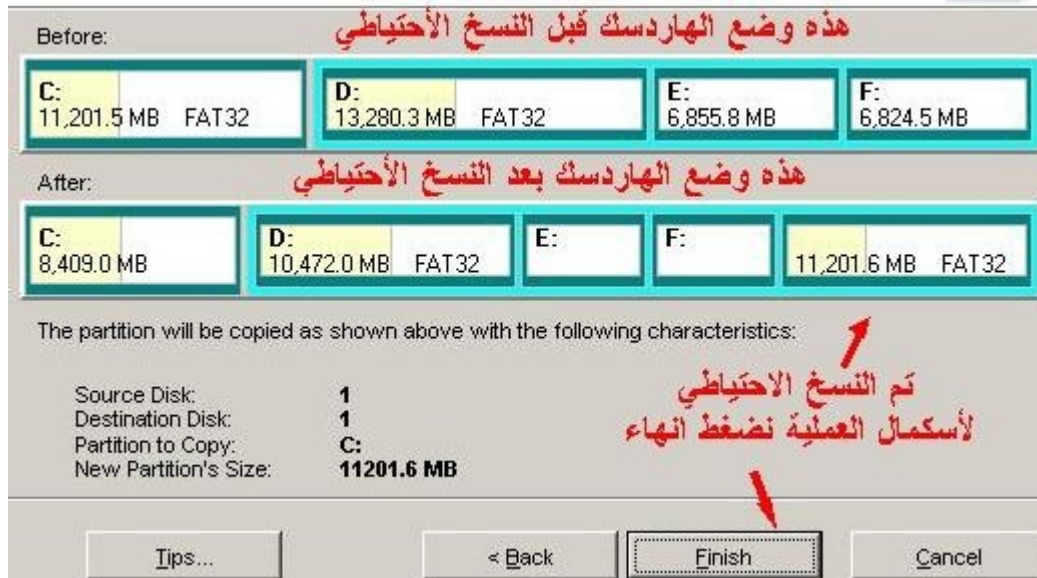 هذه وضع الهاردسك قبل النسخ الأحتياطي
Before:
C: D: E: F:
11,201.5 MB FAT32 13,280.3 MB FAT32 6,855.8 MB 6,824.5 MB
هذه وضع الهاردسك بعد النسخ الأحتياطي
After:
C: D: E: F:
8,409.0 MB 10,472.0 MB FAT32 11,201.6 MB FAT32
The partition will be copied as shown above with the following characteristics:
Source Disk: 1
Destination Disk: 1
Partition to Copy: C:
New Partition's Size: 11201.6 MB
تم النسخ الاحتياطي
لأسكمال العملية نضغط انهاء
Tips... < Back Finish Cancel